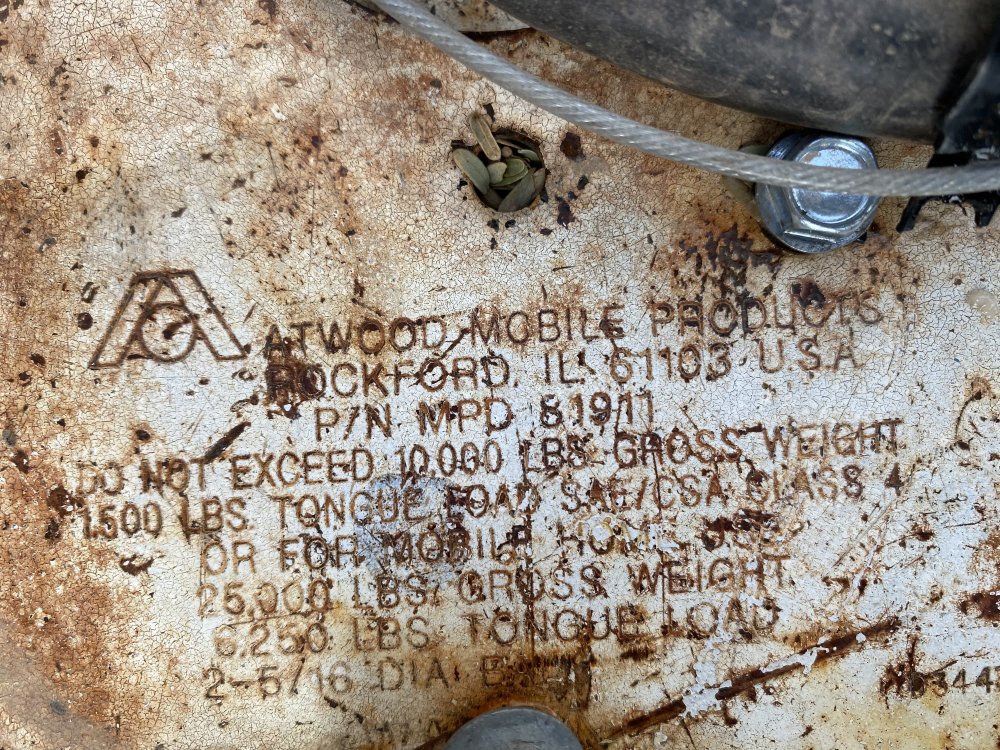 ATWOOD MOBILE PRODUCTS
ROCKFORD, IL. 61103 U.S.A.
P/N MPD 81911
DO NOT EXCEED 10,000 LBS. GROSS WEIGHT
1,500 LBS. TONGUE LOAD SAE/CSA CLASS 4
OR FOR MOBILE HOME USE
25,000 LBS. GROSS WEIGHT
6,250 LBS. TONGUE LOAD
2-5/16 DIA. BALL